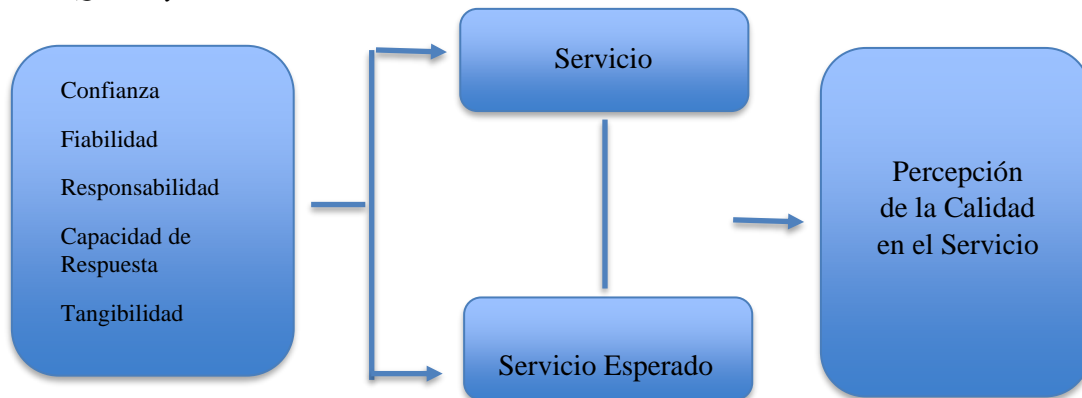 Confianza
Fiabilidad
Responsabilidad
Capacidad de
Respuesta
Tangibilidad
Servicio
Servicio Esperado
Percepción
de la Calidad
en el Servicio